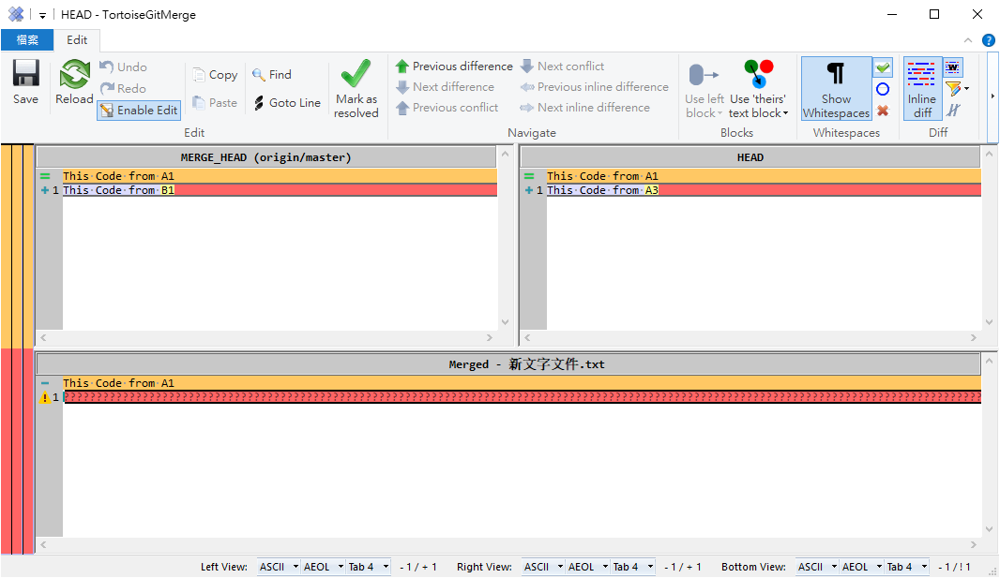 HEAD - TortoiseGitMerge
檔案 Edit
Save
Reload
Undo
Redo
Enable Edit
Copy
Paste
Find
Goto Line
Mark as resolved
Edit
Previous difference
Next difference
Previous conflict
Next conflict
Previous inline difference
Next inline difference
Navigate
Use left block
Use 'theirs' text block
Blocks
Show Whitespaces
Whitespaces
Inline diff
Diff
MERGE_HEAD (origin/master)
This·Code·from·A1
1 This·Code·from·B1
HEAD
This·Code·from·A1
1 This·Code·from·A3
Merged - 新文字文件.txt
This·Code·from·A1
1
Left View: ASCII AEOL Tab 4 - 1 / + 1 Right View: ASCII AEOL Tab 4 - 1 / + 1 Bottom View: ASCII AEOL Tab 4 - 1 / ! 1